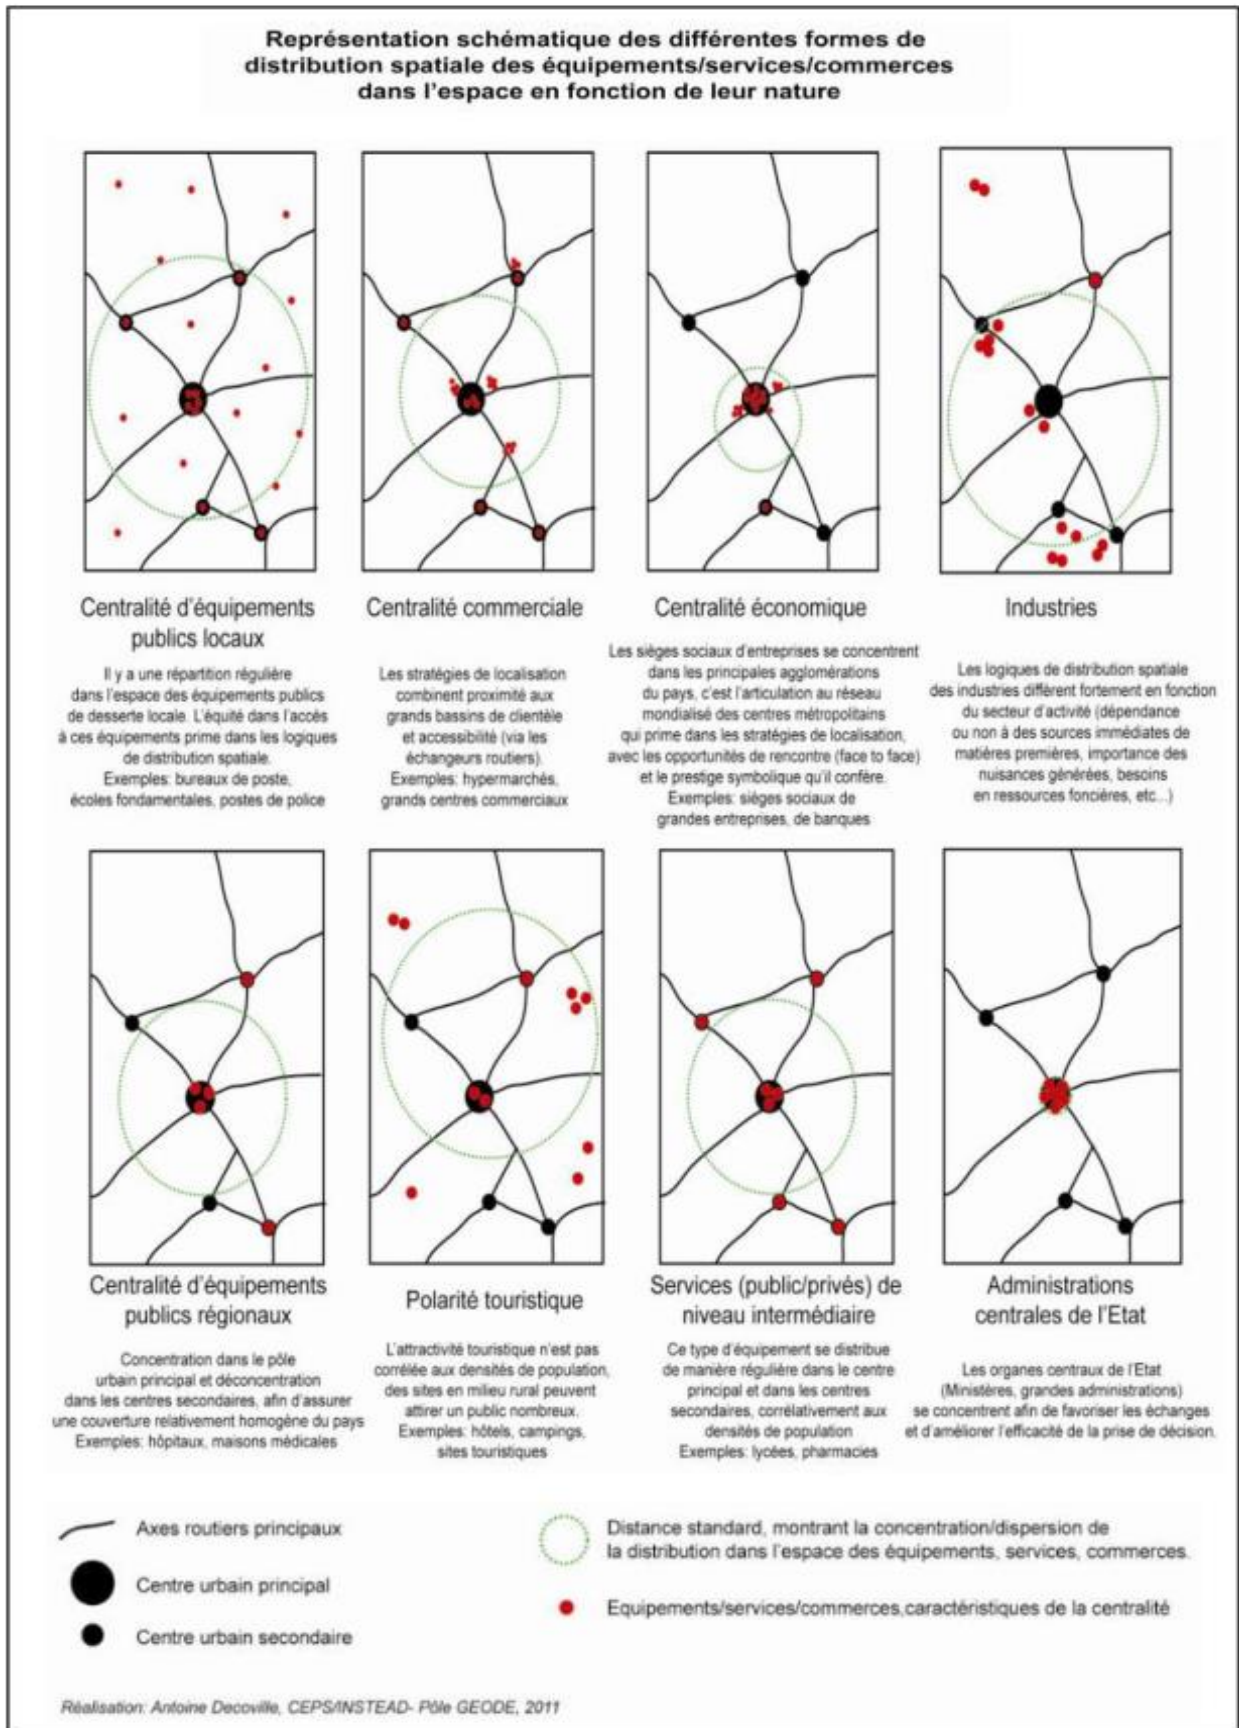 Représentation schématique des différentes formes de
distribution spatiale des équipements/services/commerces
dans l'espace en fonction de leur nature
Centralité d'équipements
publics locaux
Il y a une répartition régulière
dans l'espace des équipements publics
de desserte locale. L'équité dans l'accès
à ces équipements prime dans les logiques
de distribution spatiale.
Exemples: bureaux de poste,
écoles fondamentales, postes de police
Centralité commerciale
Les stratégies de localisation
combinent proximité aux
grands bassins de clientèle
et accessibilité (via les
échangeurs routiers).
Exemples: hypermarchés,
grands centres commerciaux
Centralité économique
Les sièges sociaux d'entreprises se concentrent
dans les principales agglomérations
du pays, c'est l'articulation au réseau
mondialisé des centres métropolitains
qui prime dans les stratégies de localisation,
avec les opportunités de rencontre (face to face)
et le prestige symbolique qu'il confère.
Exemples: sièges sociaux de
grandes entreprises, de banques
Industries
Les logiques de distribution spatiale
des industries diffèrent fortement en fonction
du secteur d'activité (dépendance
ou non à des sources immédiates de
matières premières, importance des
nuisances générées, besoins
en ressources foncières, etc...)
Centralité d'équipements
publics régionaux
Concentration dans le pôle
urbain principal et déconcentration
dans les centres secondaires, afin d'assurer
une couverture relativement homogène du pays
Exemples: hôpitaux, maisons médicales
Polarité touristique
L'attractivité touristique n'est pas
corrélée aux densités de population,
des sites en milieu rural peuvent
attirer un public nombreux.
Exemples: hôtels, campings,
sites touristiques
Services (public/privés) de
niveau intermédiaire
Ce type d'équipement se distribue
de manière régulière dans le centre
principal et dans les centres
secondaires, corrélativement aux
densités de population
Exemples: lycées, pharmacies
Administrations
centrales de l'Etat
Les organes centraux de l'Etat
(Ministères, grandes administrations)
se concentrent afin de favoriser les échanges
et d'améliorer l'efficacité de la prise de décision.
Axes routiers principaux
Centre urbain principal
Centre urbain secondaire
Distance standard, montrant la concentration/dispersion de
la distribution dans l'espace des équipements, services, commerces.
Equipements/services/commerces,caractéristiques de la centralité
Réalisation: Antoine Decoville, CEPS/INSTEAD- Pôle GEODE, 2011